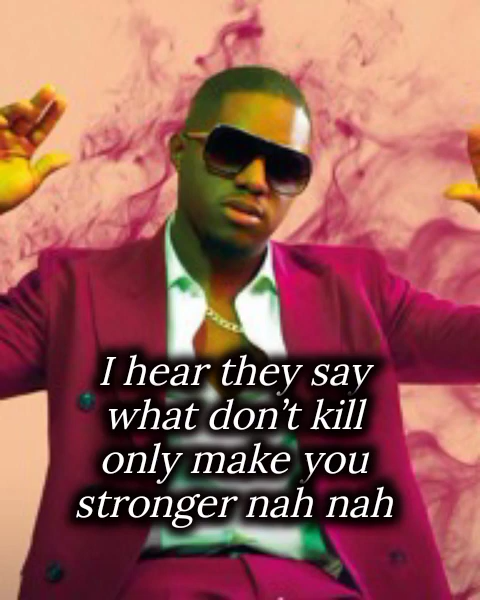 I hear they say
what don’t kill
only make you
stronger nah nah